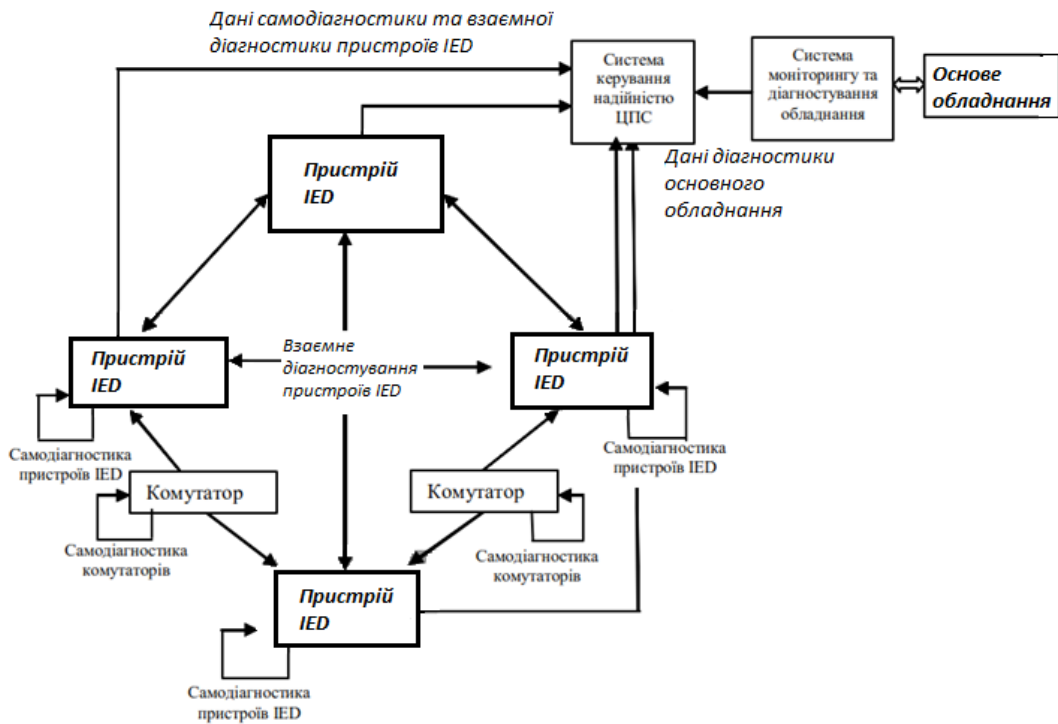 Дані самодіагностики та взаємної
діагностики пристроїв IED
Система
керування
надійністю
ЦПС
Система
моніторингу та
діагностування
обладнання
Основе
обладнання
Дані діагностики
основного
обладнання
Пристрій
IED
Пристрій
IED
Взаємне
діагностування
пристроїв IED
Пристрій
IED
Самодіагностика
пристроїв IED
Самодіагностика
пристроїв IED
Комутатор
Комутатор
Самодіагностика
комутаторів
Самодіагностика
комутаторів
Пристрій
IED
Самодіагностика
пристроїв IED